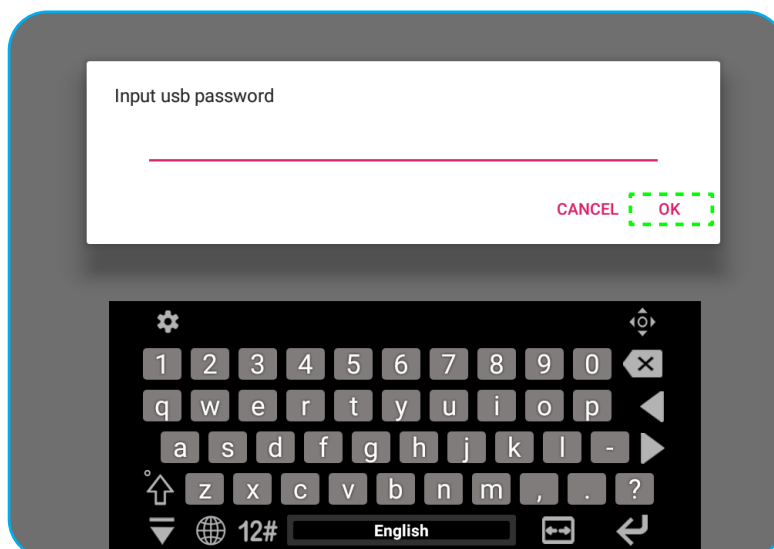 Input usb password
CANCEL OK
1 2 3 4 5 6 7 8 9 0
q w e r t y u i o p
a s d f g h j k l -
z x c v b n m , . ?
12# English